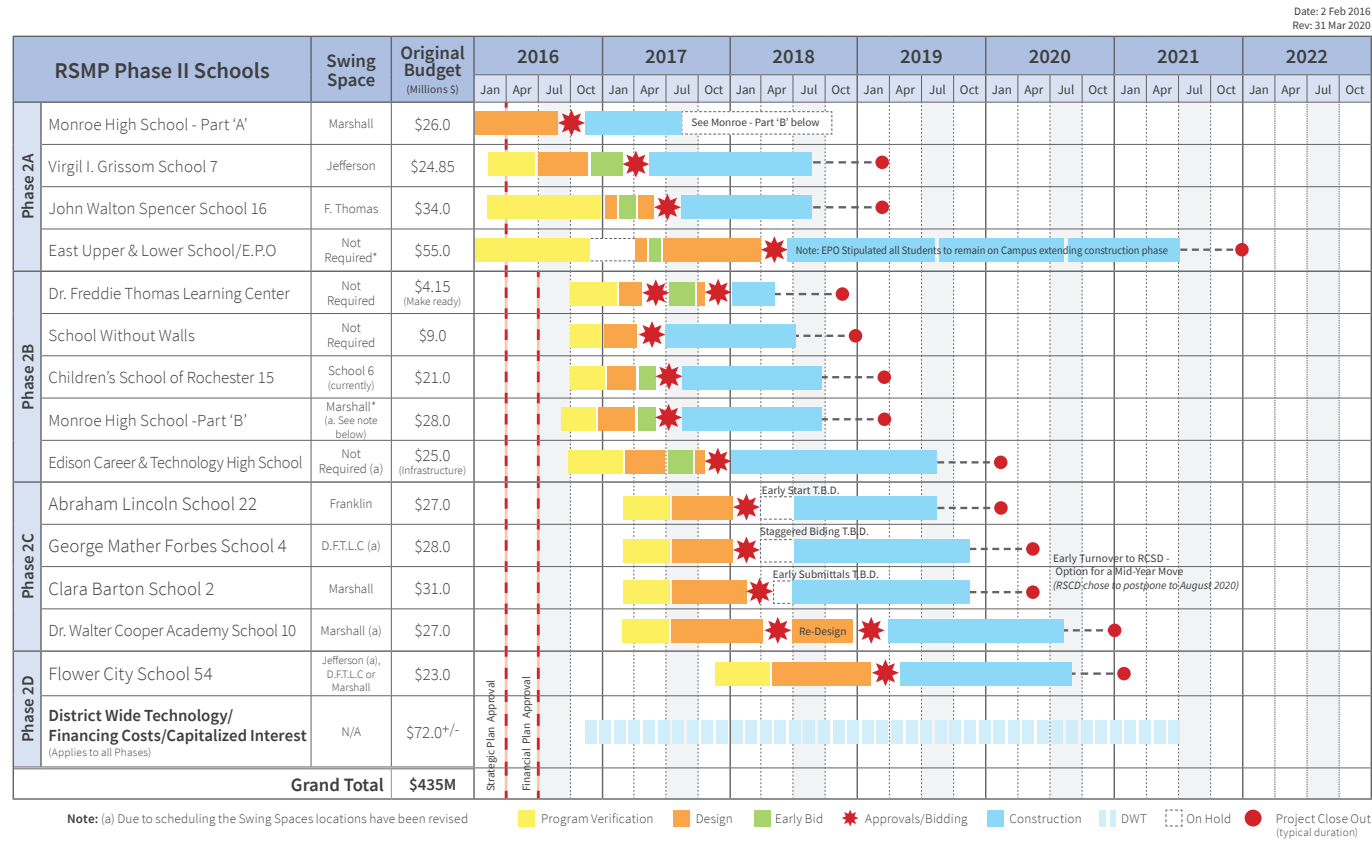 Date: 2 Feb 2016
Rev: 31 Mar 2020
RSMP Phase II Schools
Swing
Space
Original
Budget
(Millions $)
2016 2017 2018 2019 2020 2021 2022
Jan Apr Jul Oct Jan Apr Jul Oct Jan Apr Jul Oct Jan Apr Jul Oct Jan Apr Jul Oct Jan Apr Jul Oct Jan Apr Jul Oct
Phase 2A
Monroe High School - Part ‘A’ Marshall $26.0 See Monroe - Part ‘B’ below
Virgil I. Grissom School 7 Jefferson $24.85
John Walton Spencer School 16 F. Thomas $34.0
East Upper & Lower School/E.P.O
Not
Required*
$55.0
Note: EPO Stipulated all Students to remain on Campus extending construction phase
Phase 2B
Dr. Freddie Thomas Learning Center
Not
Required
$4.15
(Make ready)
School Without Walls
Not
Required
$9.0
Children’s School of Rochester 15
School 6
(currently)
$21.0
Monroe High School -Part ‘B’
Marshall*
(a. See note
below)
$28.0
Edison Career & Technology High School
Not
Required (a)
$25.0
(Infrastructure)
Phase 2C
Abraham Lincoln School 22 Franklin $27.0
Early Start T.B.D.
George Mather Forbes School 4 D.F.T.L.C (a) $28.0
Staggered Biding T.B.D.
Early Turnover to RCSD -
Option for a Mid-Year Move
(RSCD chose to postpone to August 2020)
Clara Barton School 2 Marshall $31.0
Early Submittals T.B.D.
Dr. Walter Cooper Academy School 10 Marshall (a) $27.0 Re-Design
Phase 2D
Flower City School 54
Jefferson (a),
D.F.T.L.C or
Marshall
$23.0
District Wide Technology/
Financing Costs/Capitalized Interest
(Applies to all Phases)
N/A
$72.0+/-
Strategic Plan Approval
Financial Plan Approval
Grand Total $435M
Note: (a) Due to scheduling the Swing Spaces locations have been revised
Program Verification Design Early Bid Approvals/Bidding Construction DWT On Hold Project Close Out
(typical duration)